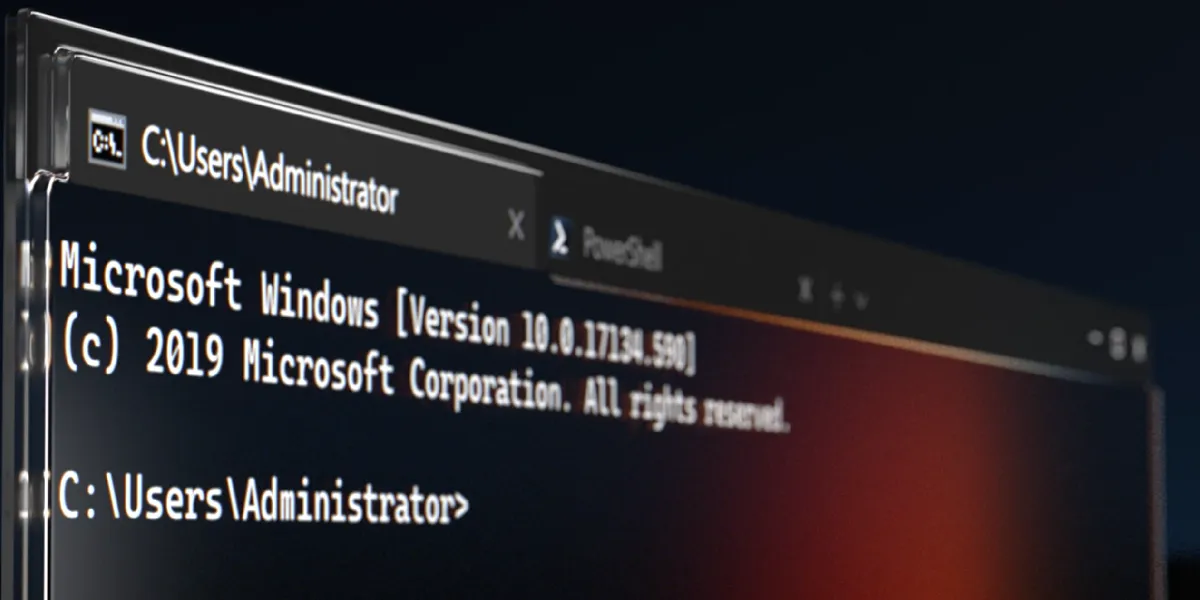 C:\Users\Administrator
PowerShell
Microsoft Windows [Version 10.0.17134.590]
(c) 2019 Microsoft Corporation. All rights reserved.
C:\Users\Administrator>